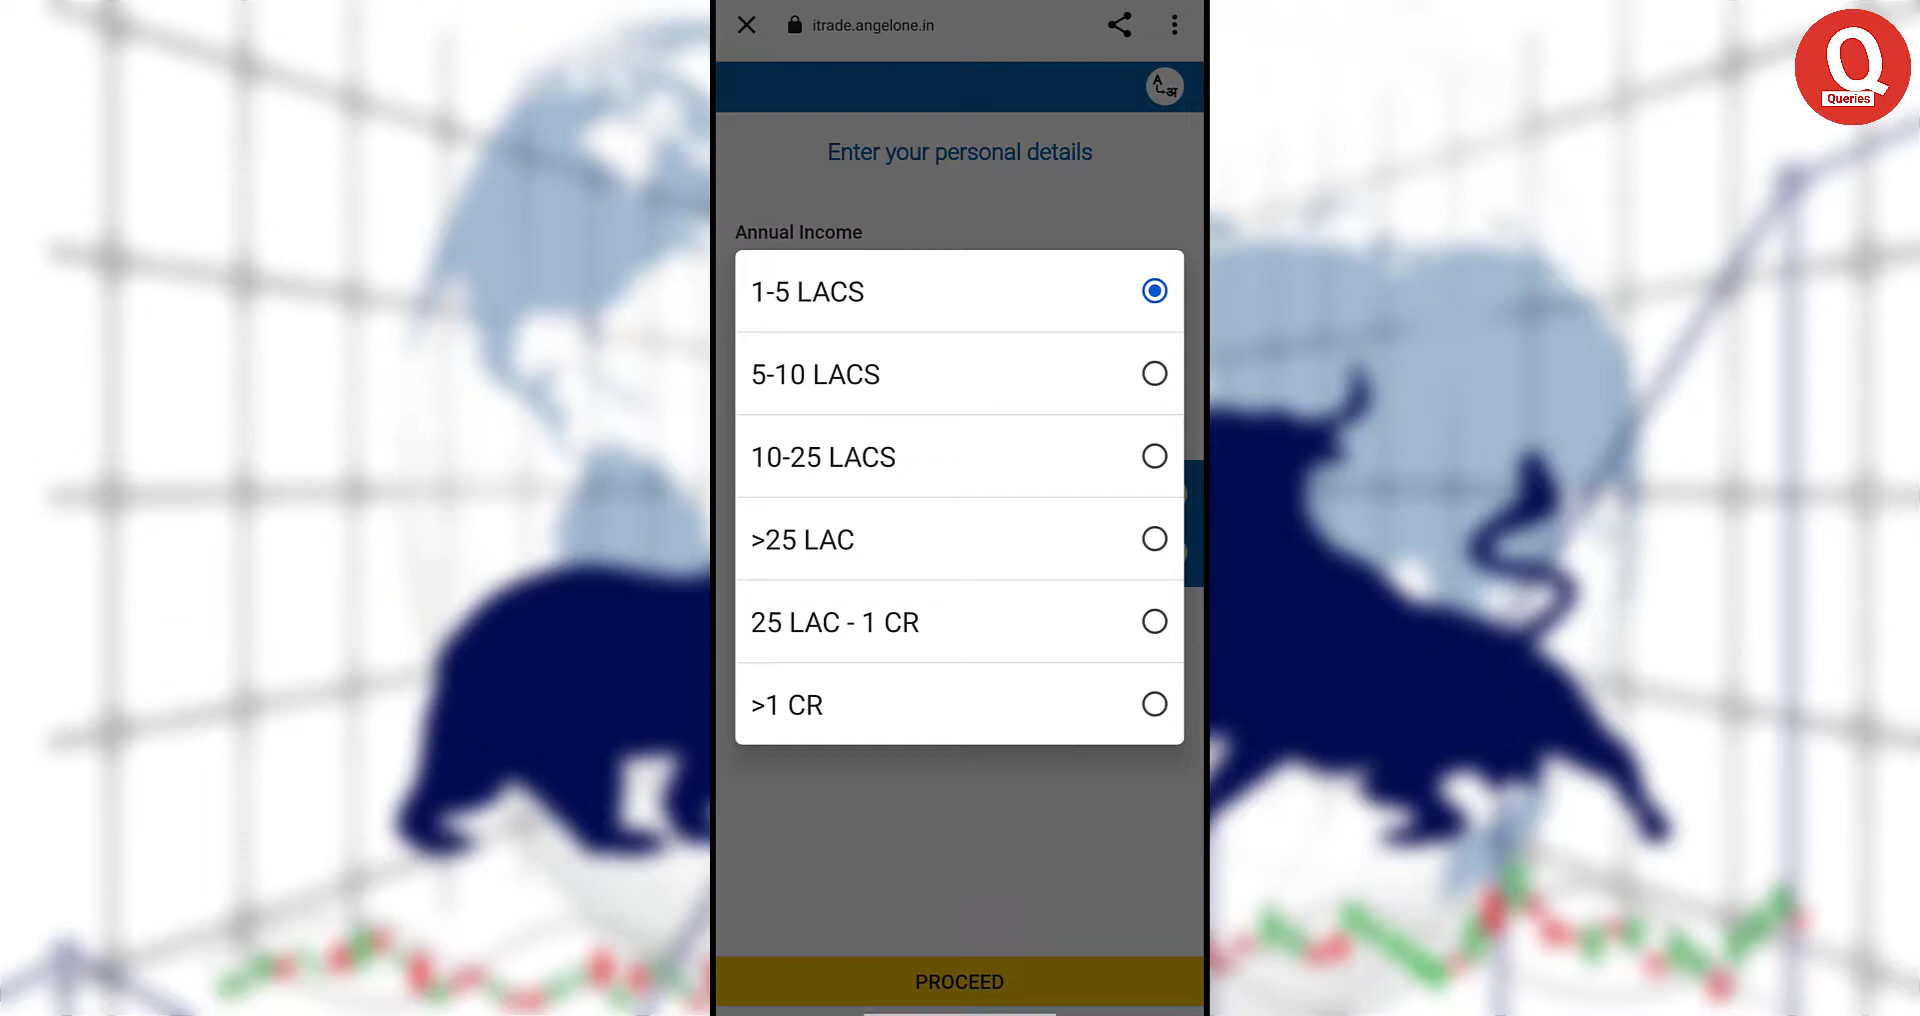 itrade.angelone.in
A
अ
Q
Queries
Enter your personal details
Annual Income
1-5 LACS
5-10 LACS
10-25 LACS
>25 LAC
25 LAC - 1 CR
>1 CR
PROCEED